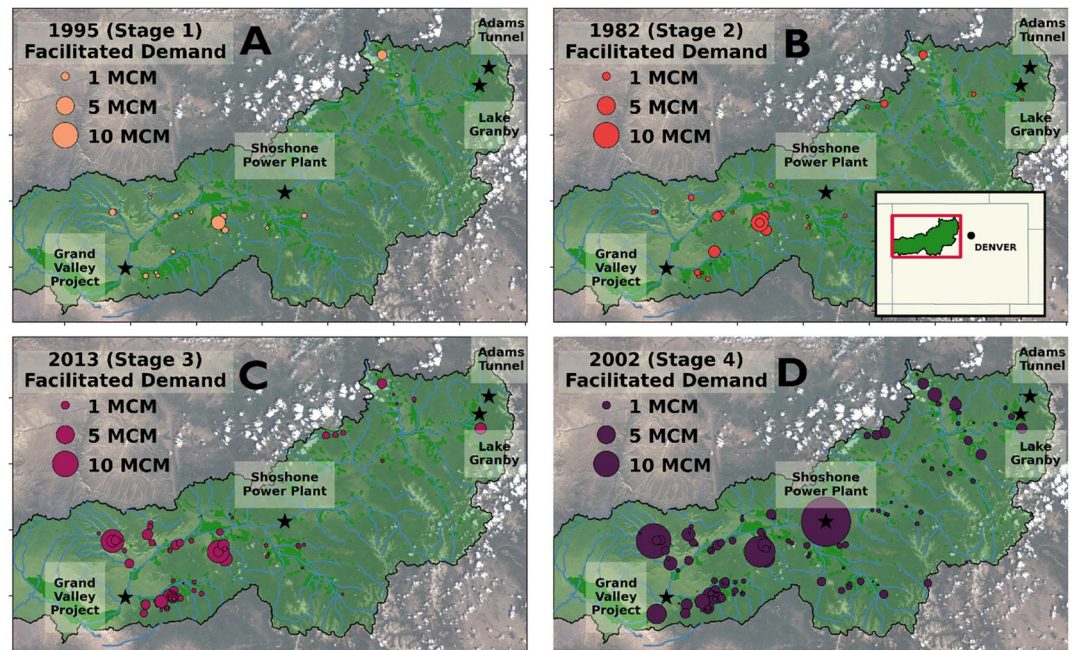 1995 (Stage 1)
Facilitated Demand
A
1 MCM
5 MCM
10 MCM
Adams
Tunnel
Lake
Granby
Shoshone
Power Plant
Grand
Valley
Project
1982 (Stage 2)
Facilitated Demand
B
1 MCM
5 MCM
10 MCM
Adams
Tunnel
Lake
Granby
Shoshone
Power Plant
Grand
Valley
Project
DENVER
2013 (Stage 3)
Facilitated Demand
C
1 MCM
5 MCM
10 MCM
Adams
Tunnel
Lake
Granby
Shoshone
Power Plant
Grand
Valley
Project
2002 (Stage 4)
Facilitated Demand
D
1 MCM
5 MCM
10 MCM
Adams
Tunnel
Lake
Granby
Shoshone
Power Plant
Grand
Valley
Project